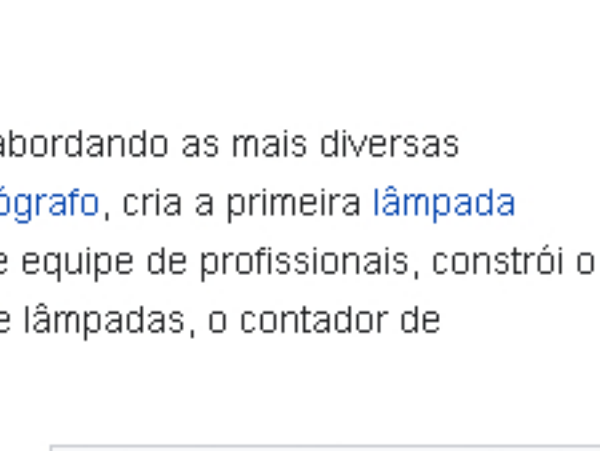 abordando as mais diversas
ógrafo, cria a primeira lâmpada
e equipe de profissionais, constrói o
e lâmpadas, o contador de